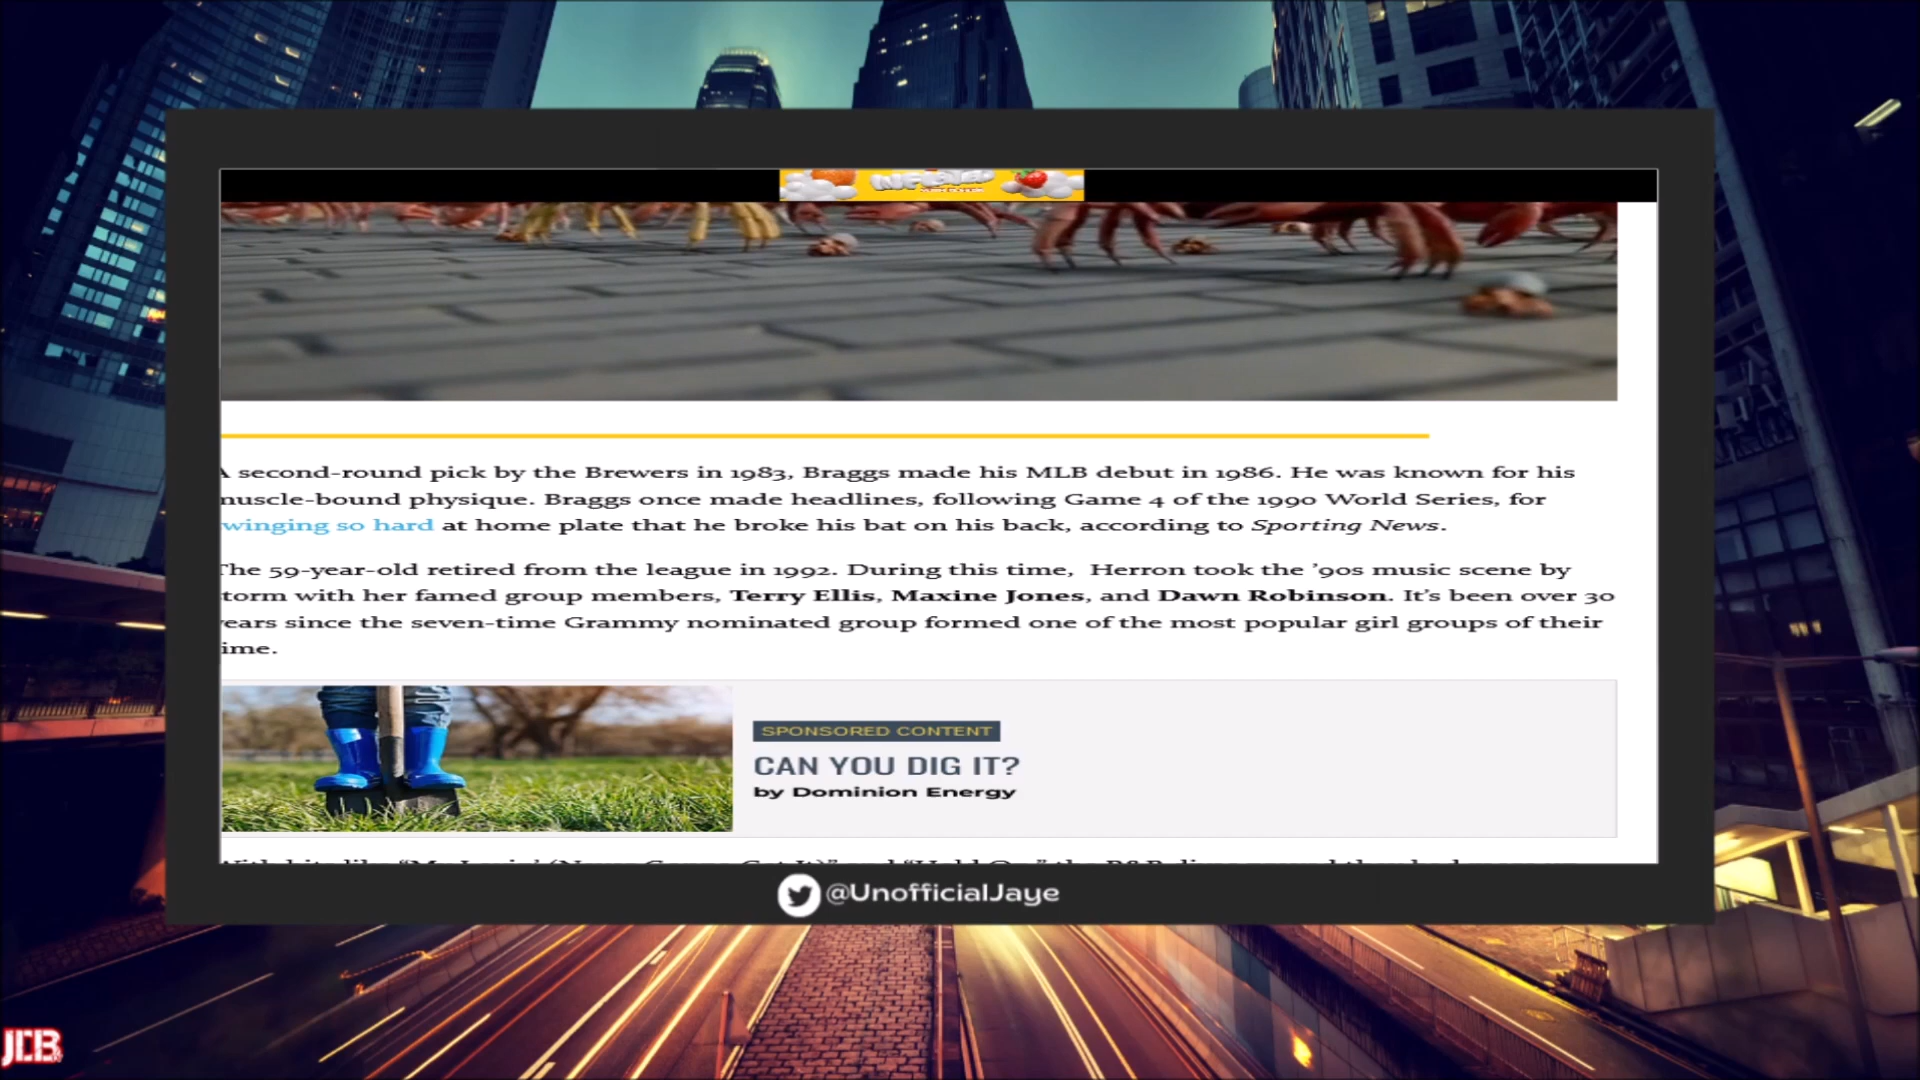 second-round pick by the Brewers in 1983, Braggs made his MLB debut in 1986. He was known for his
muscle-bound physique. Braggs once made headlines, following Game 4 of the 1990 World Series, for
winging so hard at home plate that he broke his bat on his back, according to Sporting News.
The 59-year-old retired from the league in 1992. During this time, Herron took the '90s music scene by
torm with her famed group members, Terry Ellis, Maxine Jones, and Dawn Robinson. It's been over 30
years since the seven-time Grammy nominated group formed one of the most popular girl groups of their
ime.
SPONSORED CONTENT
CAN YOU DIG IT?
by Dominion Energy
@UnofficialJaye
JCB